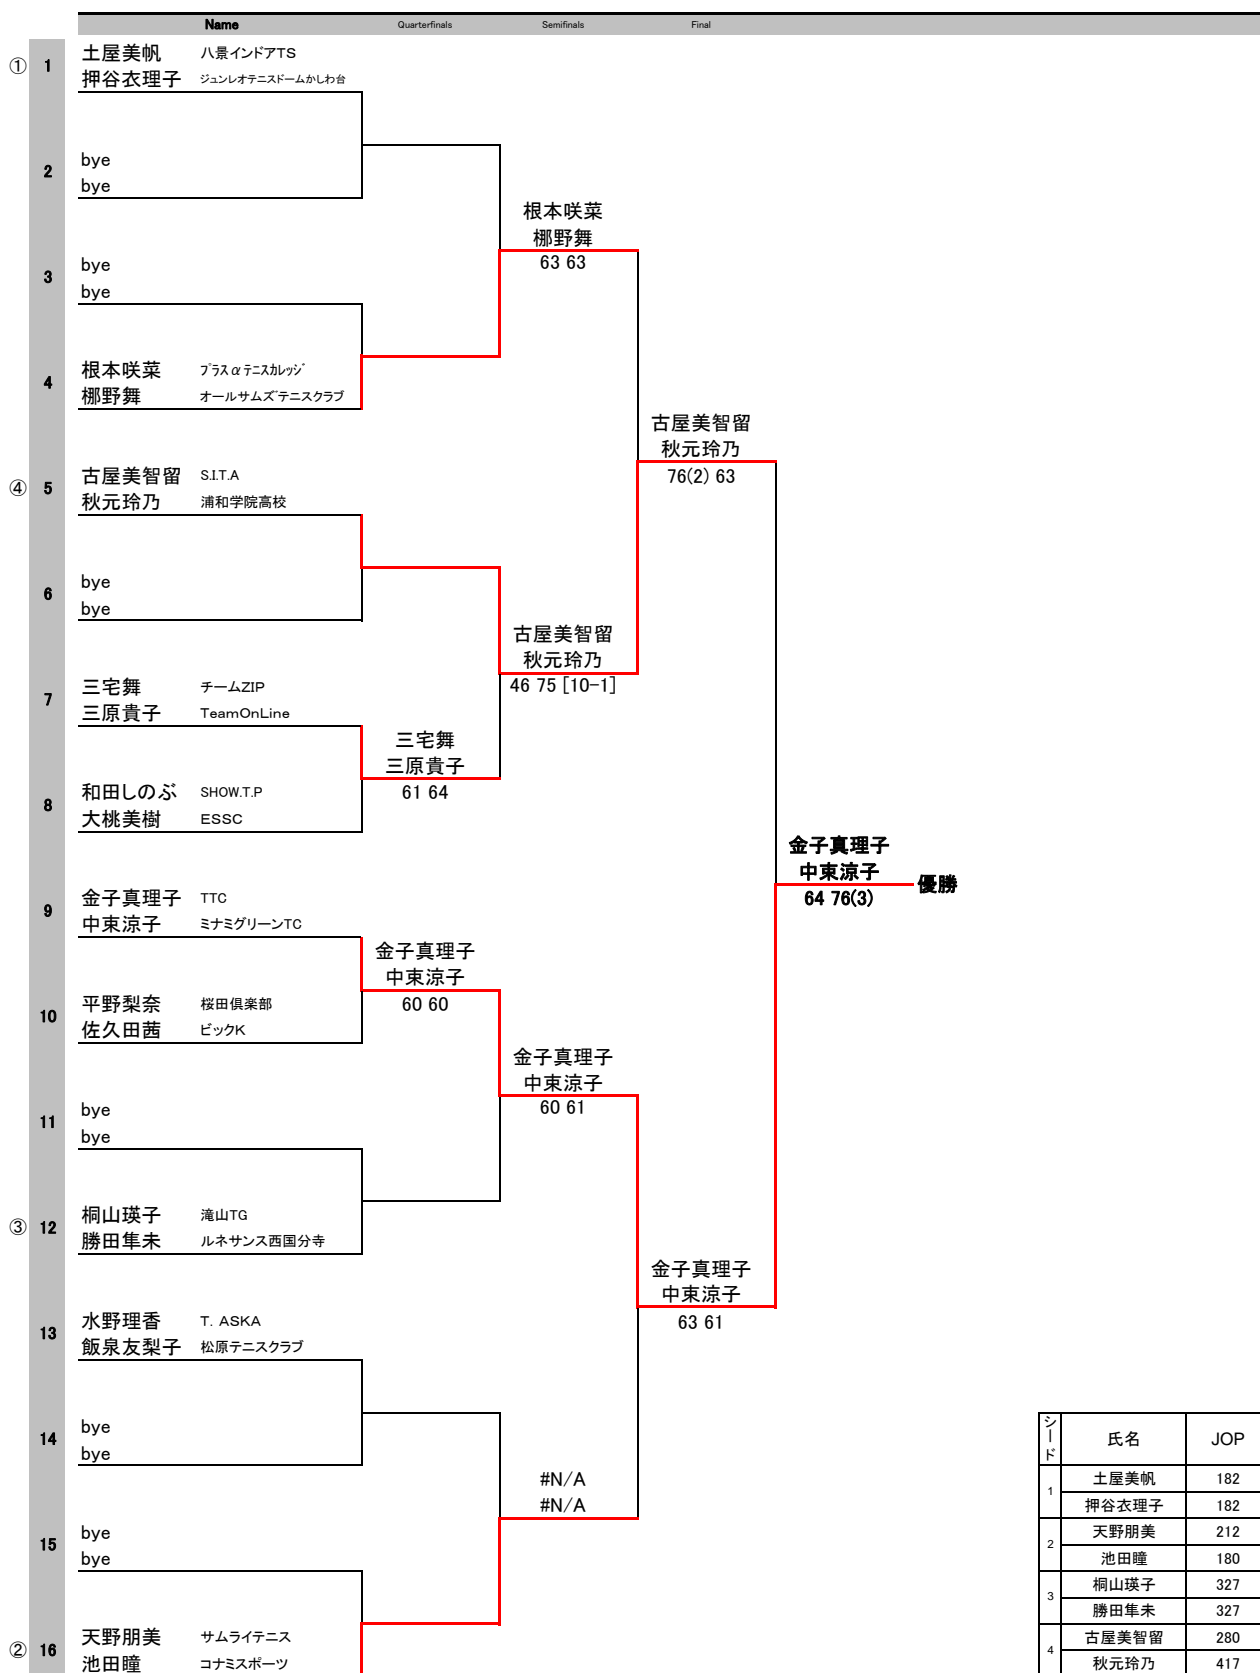 Name Quarterfinals Semifinals Final
① 1 土屋美帆 八景インドアTS
押谷衣理子 ジュンレオテニスドームかしわ台
2 bye
bye
根本咲菜
梛野舞
63 63
3 bye
bye
4 根本咲菜 プラスαテニスカレッジ
梛野舞 オールサムズテニスクラブ
古屋美智留
秋元玲乃
76(2) 63
④ 5 古屋美智留 S.I.T.A
秋元玲乃 浦和学院高校
6 bye
bye
古屋美智留
秋元玲乃
46 75 [10-1]
7 三宅舞 チームZIP
三原貴子 TeamOnLine
三宅舞
三原貴子
61 64
8 和田しのぶ SHOW.T.P
大桃美樹 ESSC
金子真理子
中束涼子
64 76(3)
優勝
9 金子真理子 TTC
中束涼子 ミナミグリーンTC
金子真理子
中束涼子
60 60
10 平野梨奈 桜田倶楽部
佐久田茜 ビックK
金子真理子
中束涼子
60 61
11 bye
bye
③ 12 桐山瑛子 滝山TG
勝田隼未 ルネサンス西国分寺
金子真理子
中束涼子
63 61
13 水野理香 T. ASKA
飯泉友梨子 松原テニスクラブ
14 bye
bye
#N/A
#N/A
15 bye
bye
② 16 天野朋美 サムライテニス
池田瞳 コナミスポーツ
シード 氏名 JOP
1 土屋美帆 182
押谷衣理子 182
2 天野朋美 212
池田瞳 180
3 桐山瑛子 327
勝田隼未 327
4 古屋美智留 280
秋元玲乃 417